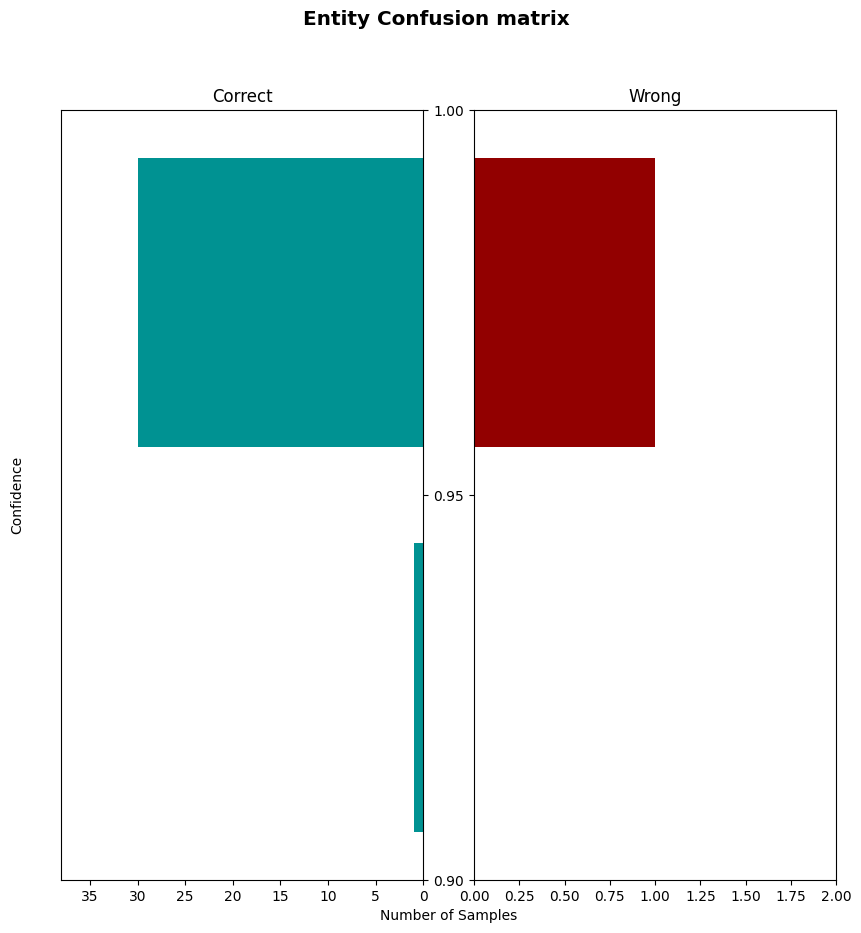 Entity Confusion matrix
Correct
Wrong
1.00
0.95
0.90
Confidence
35 30 25 20 15 10 5 0
0.00 0.25 0.50 0.75 1.00 1.25 1.50 1.75 2.00
Number of Samples